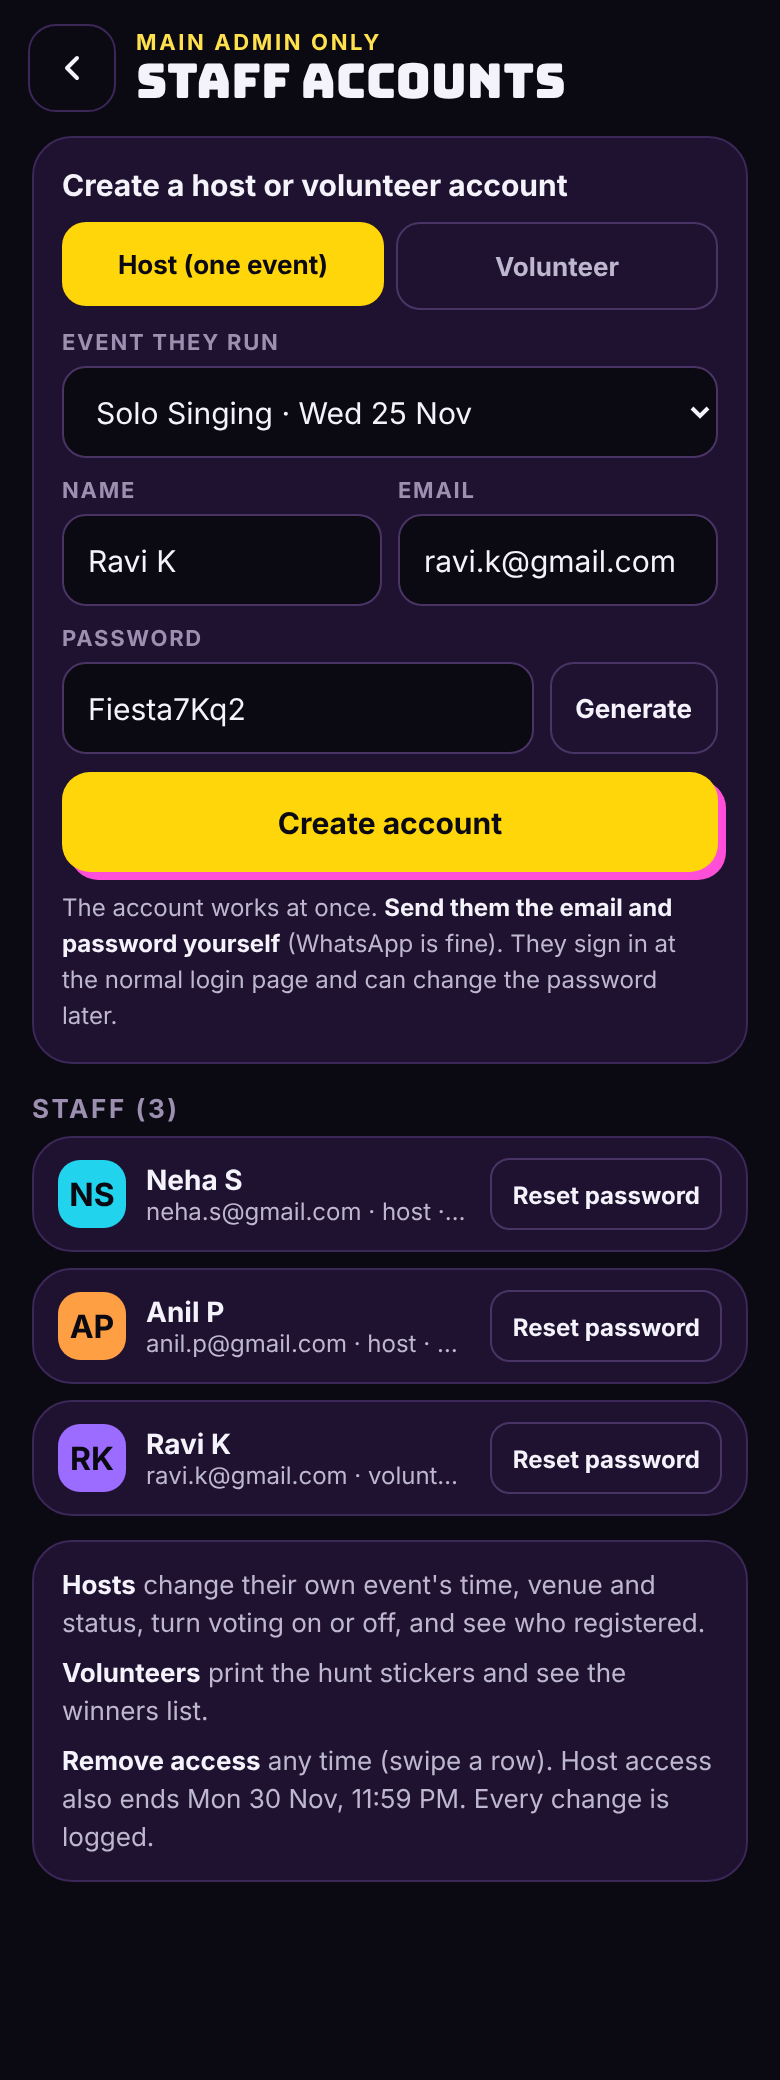 MAIN ADMIN ONLY
STAFF ACCOUNTS
Create a host or volunteer account
Host (one event)
Volunteer
EVENT THEY RUN
Solo Singing · Wed 25 Nov
NAME
EMAIL
Ravi K
ravi.k@gmail.com
PASSWORD
Fiesta7Kq2
Generate
Create account
The account works at once. Send them the email and
password yourself (WhatsApp is fine). They sign in at
the normal login page and can change the password
later.
STAFF (3)
NS
Neha S
neha.s@gmail.com · host ·...
Reset password
AP
Anil P
anil.p@gmail.com · host · ...
Reset password
RK
Ravi K
ravi.k@gmail.com · volunt...
Reset password
Hosts change their own event's time, venue and
status, turn voting on or off, and see who registered.
Volunteers print the hunt stickers and see the
winners list.
Remove access any time (swipe a row). Host access
also ends Mon 30 Nov, 11:59 PM. Every change is
logged.